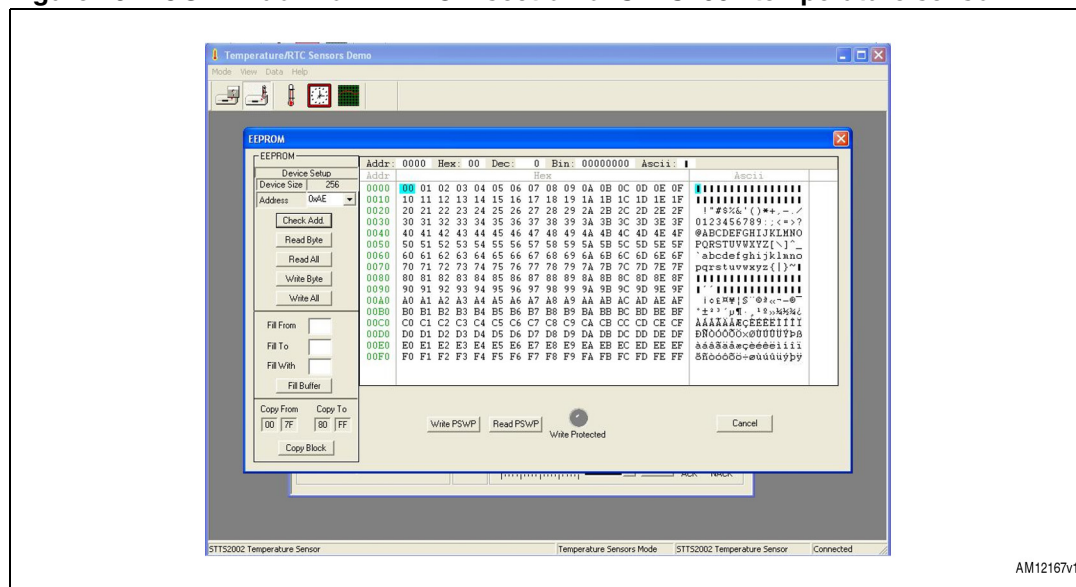 Temperature/RTC Sensors Demo
Mode View Data Help
EEPROM
EEPROM
Device Setup
Device Size 256
Address 0xAE
Check Add.
Read Byte
Read All
Write Byte
Write All
Fill From
Fill To
Fill With
Fill Buffer
Copy From Copy To
00 7F 80 FF
Copy Block
Addr: 0000 Hex: 00 Dec: 0 Bin: 00000000 Ascii:
Addr Hex Ascii
0000 00 01 02 03 04 05 06 07 08 09 0A 0B 0C 0D 0E 0F
0010 10 11 12 13 14 15 16 17 18 19 1A 1B 1C 1D 1E 1F
0020 20 21 22 23 24 25 26 27 28 29 2A 2B 2C 2D 2E 2F !"#$%&'()*+,-./
0030 30 31 32 33 34 35 36 37 38 39 3A 3B 3C 3D 3E 3F 0123456789:;<=>?
0040 40 41 42 43 44 45 46 47 48 49 4A 4B 4C 4D 4E 4F @ABCDEFGHIJKLMNO
0050 50 51 52 53 54 55 56 57 58 59 5A 5B 5C 5D 5E 5F PQRSTUVWXYZ[\]^_
0060 60 61 62 63 64 65 66 67 68 69 6A 6B 6C 6D 6E 6F `abcdefghijklmno
0070 70 71 72 73 74 75 76 77 78 79 7A 7B 7C 7D 7E 7F pqrstuvwxyz{|}~
0080 80 81 82 83 84 85 86 87 88 89 8A 8B 8C 8D 8E 8F
0090 90 91 92 93 94 95 96 97 98 99 9A 9B 9C 9D 9E 9F
00A0 A0 A1 A2 A3 A4 A5 A6 A7 A8 A9 AA AB AC AD AE AF
00B0 B0 B1 B2 B3 B4 B5 B6 B7 B8 B9 BA BB BC BD BE BF
00C0 C0 C1 C2 C3 C4 C5 C6 C7 C8 C9 CA CB CC CD CE CF
00D0 D0 D1 D2 D3 D4 D5 D6 D7 D8 D9 DA DB DC DD DE DF
00E0 E0 E1 E2 E3 E4 E5 E6 E7 E8 E9 EA EB EC ED EE EF
00F0 F0 F1 F2 F3 F4 F5 F6 F7 F8 F9 FA FB FC FD FE FF
Write PSWP Read PSWP Write Protected Cancel
STTS2002 Temperature Sensor Temperature Sensors Mode STTS2002 Temperature Sensor Connected
AM12167v1